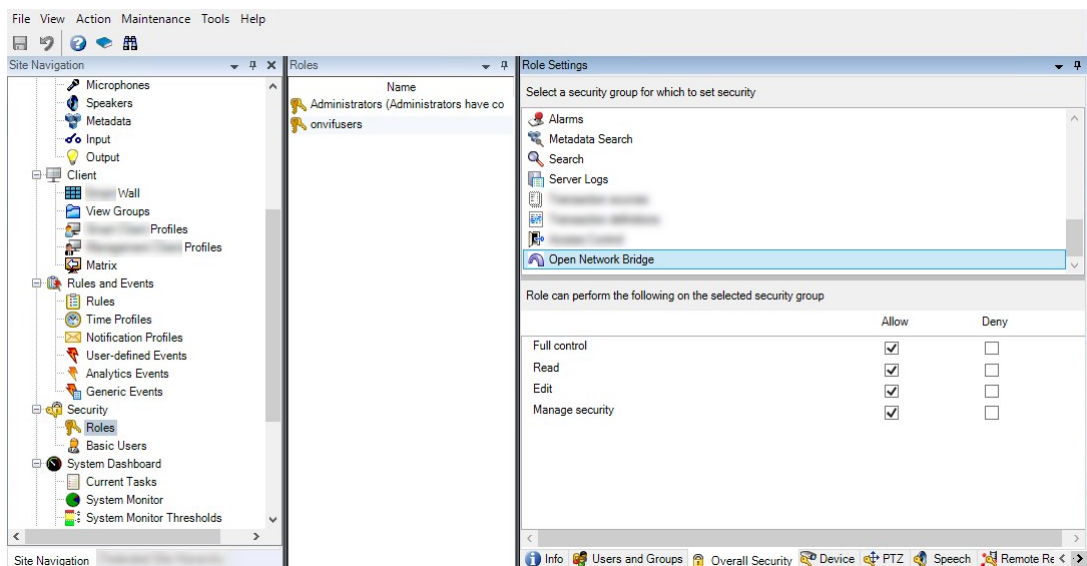 File View Action Maintenance Tools Help
Site Navigation
Microphones
Speakers
Metadata
Input
Output
Client
Wall
View Groups
Profiles
Profiles
Matrix
Rules and Events
Rules
Time Profiles
Notification Profiles
User-defined Events
Analytics Events
Generic Events
Security
Roles
Basic Users
System Dashboard
Current Tasks
System Monitor
System Monitor Thresholds
Site Navigation
Roles
Name
Administrators (Administrators have co
onvifusers
Role Settings
Select a security group for which to set security
Alarms
Metadata Search
Search
Server Logs
Open Network Bridge
Role can perform the following on the selected security group
Allow Deny
Full control
Read
Edit
Manage security
Info Users and Groups Overall Security Device PTZ Speech Remote Re